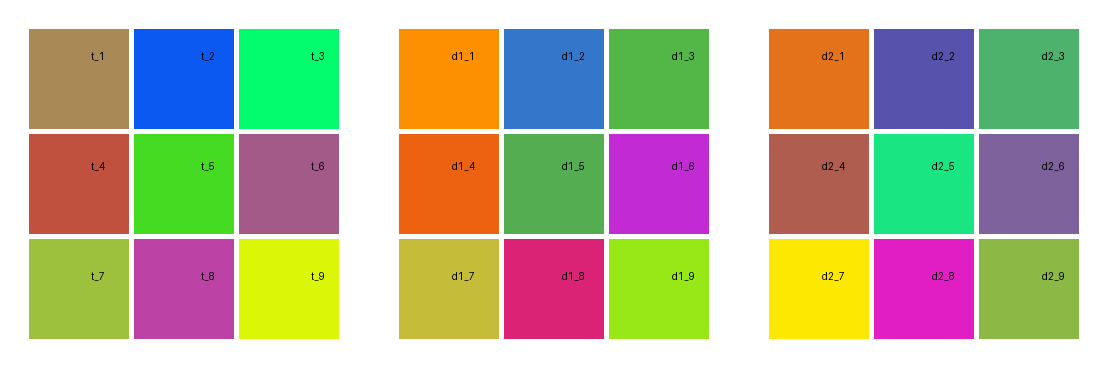 t_1 t_2 t_3 d1_1 d1_2 d1_3 d2_1 d2_2 d2_3
t_4 t_5 t_6 d1_4 d1_5 d1_6 d2_4 d2_5 d2_6
t_7 t_8 t_9 d1_7 d1_8 d1_9 d2_7 d2_8 d2_9